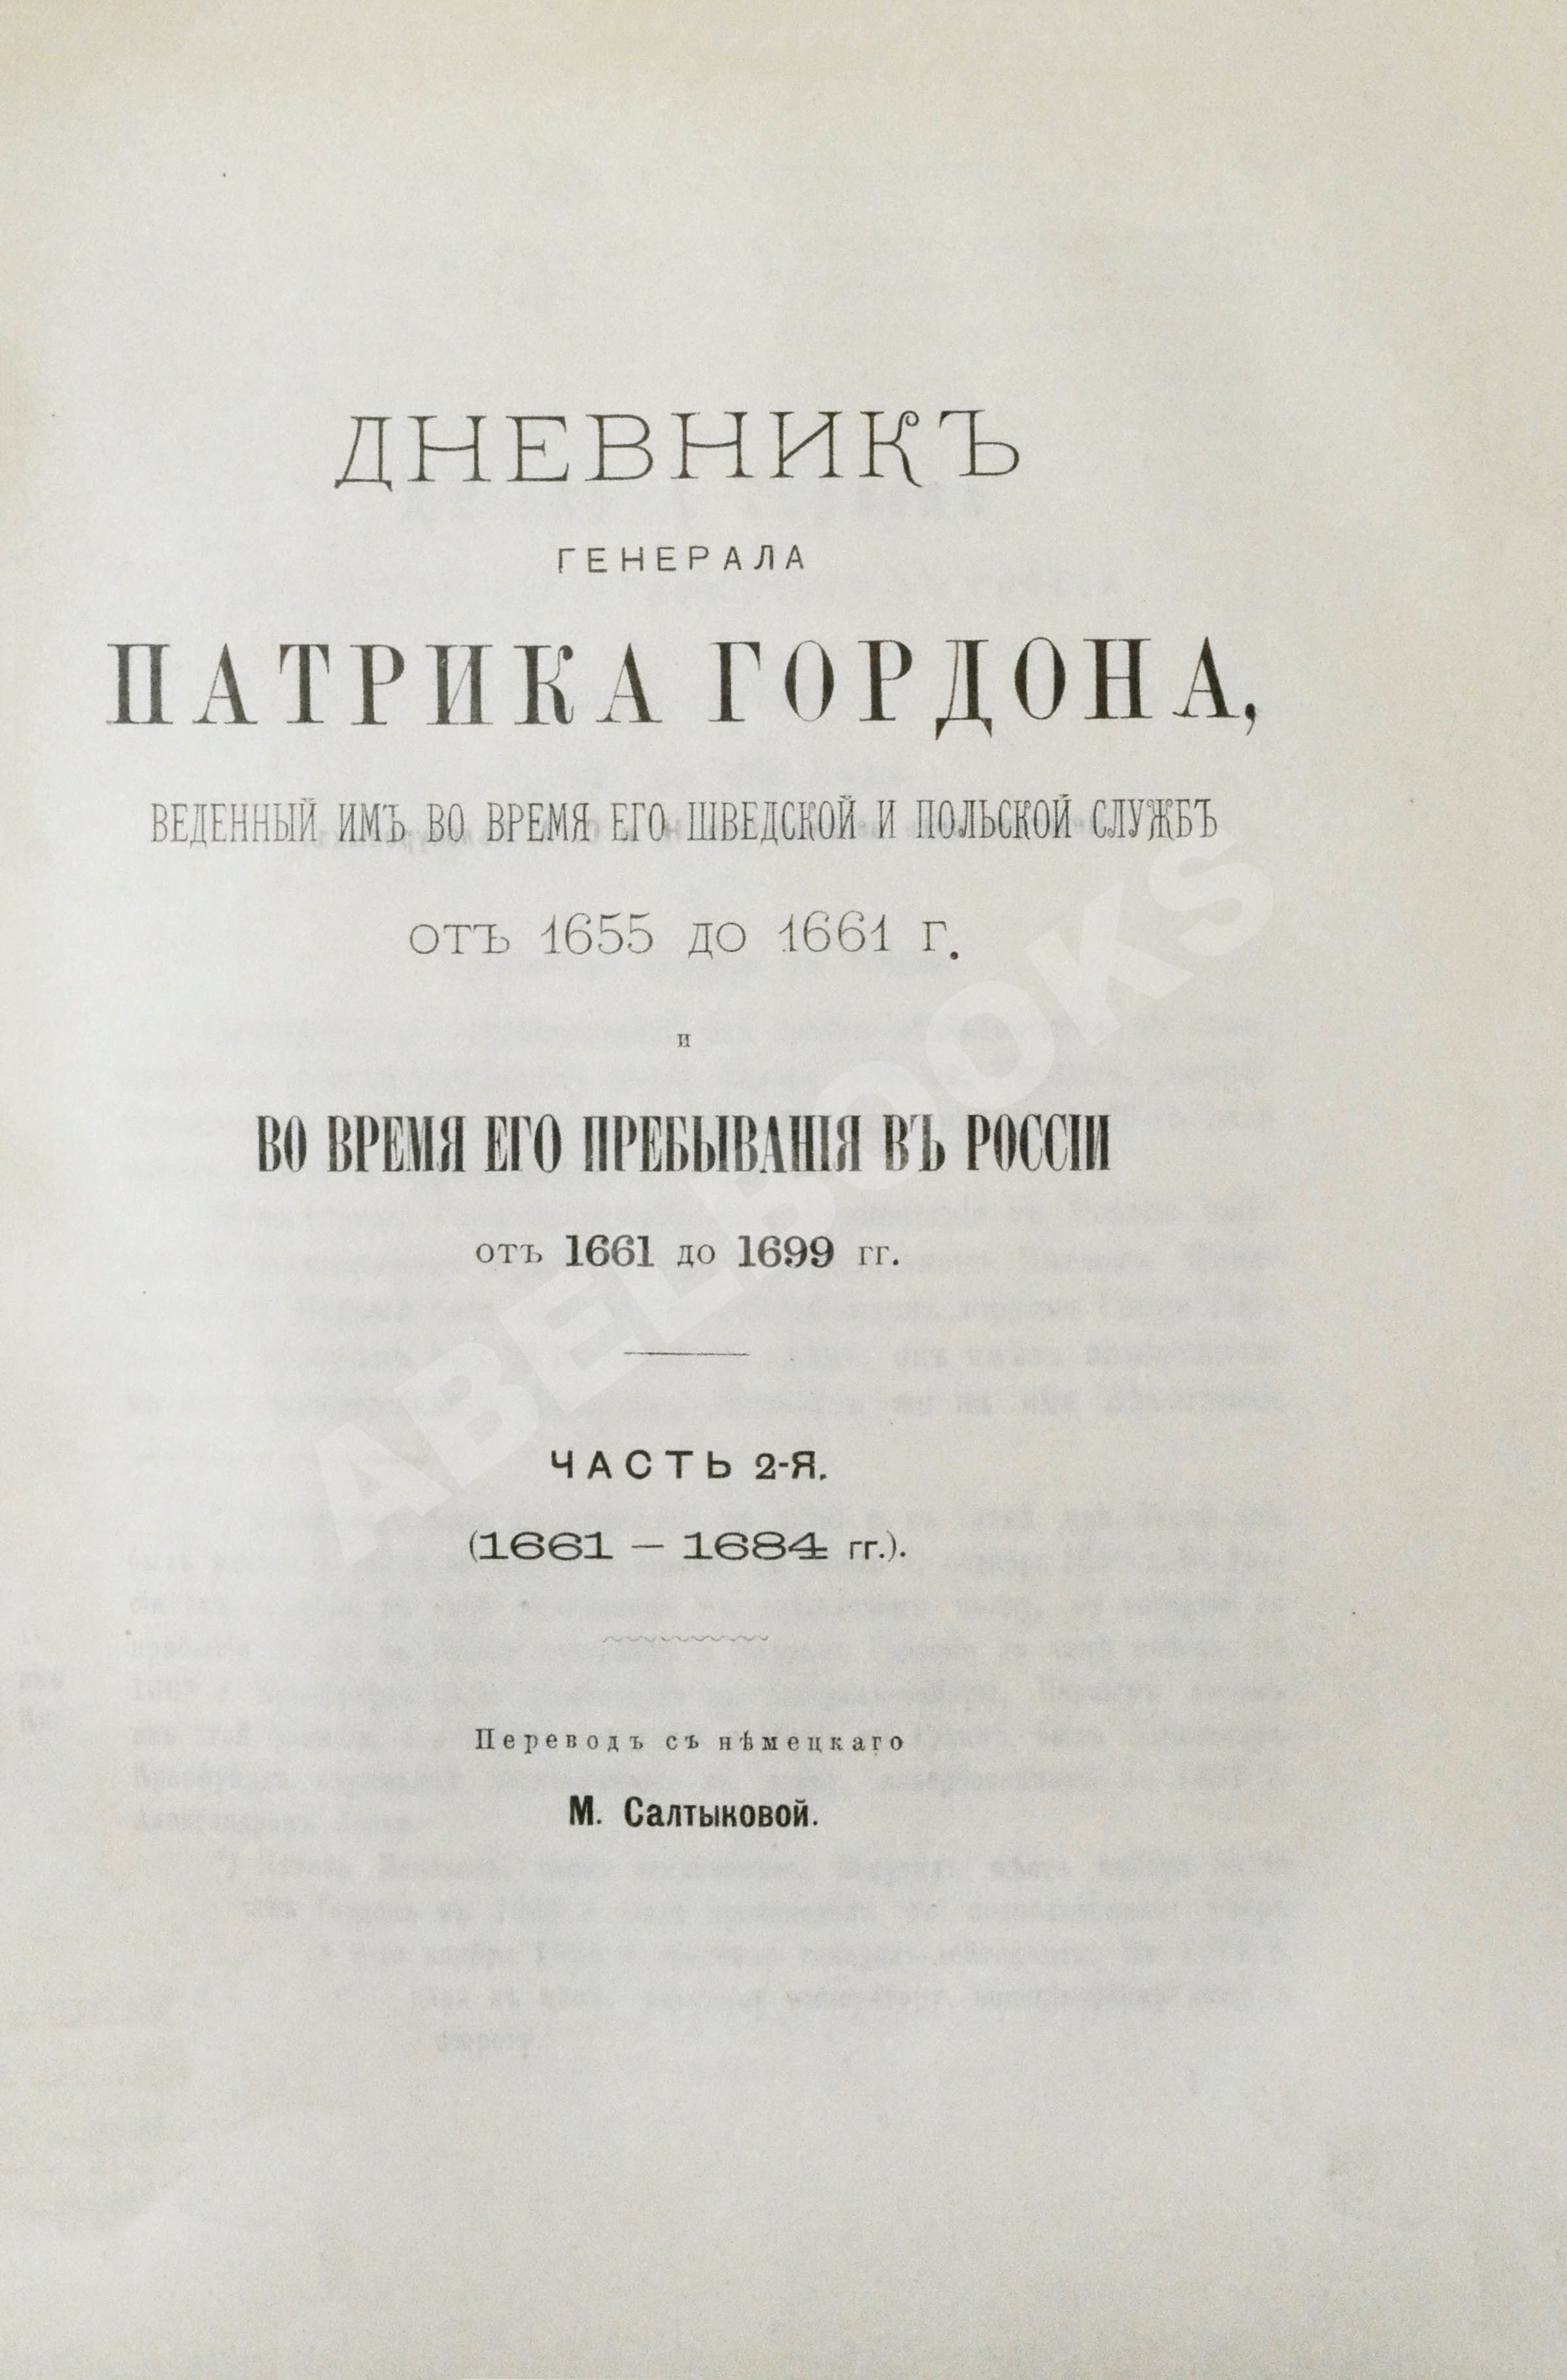 ДНЕВНИКЪ
ГЕНЕРАЛА
ПАТРИКА ГОРДОНА,
ВЕДЕННЫЙ ИМЪ ВО ВРЕМЯ ЕГО ШВЕДСКОЙ И ПОЛЬСКОЙ СЛУЖБЪ
ОТЪ 1655 ДО 1661 Г.
и
ВО ВРЕМЯ ЕГО ПРЕБЫВАНІЯ ВЪ РОССІИ
отъ 1661 до 1699 гг.
ЧАСТЬ 2-Я.
(1661 — 1684 гг.).
Переводъ съ нѣмецкаго
М. Салтыковой.
ABELBOOKS